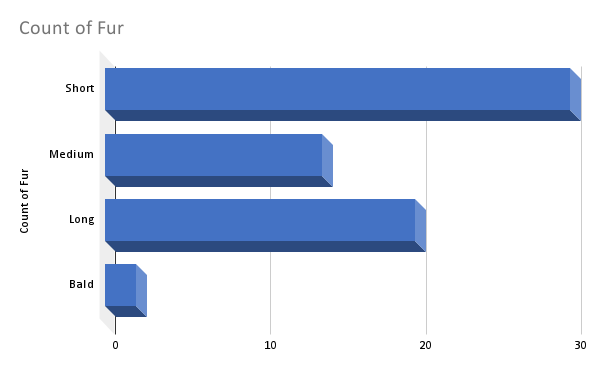 Count of Fur
Count of Fur
Short
Medium
Long
Bald
0
10
20
30